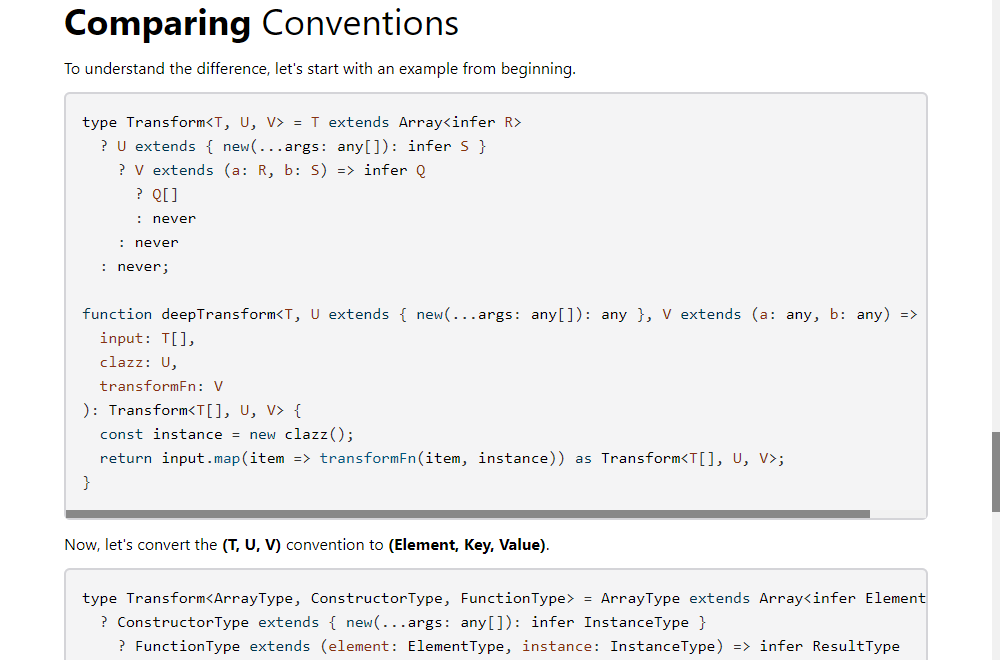 Comparing Conventions
To understand the difference, let's start with an example from beginning.
type Transform<T, U, V> = T extends Array<infer R>
  ? U extends { new(...args: any[]): infer S }
    ? V extends (a: R, b: S) => infer Q
      ? Q[]
      : never
    : never
  : never;
function deepTransform<T, U extends { new(...args: any[]): any }, V extends (a: any, b: any) =>
  input: T[],
  clazz: U,
  transformFn: V
): Transform<T[], U, V> {
  const instance = new clazz();
  return input.map(item => transformFn(item, instance)) as Transform<T[], U, V>;
}
Now, let's convert the (T, U, V) convention to (Element, Key, Value).
type Transform<ArrayType, ConstructorType, FunctionType> = ArrayType extends Array<infer Element
  ? ConstructorType extends { new(...args: any[]): infer InstanceType }
    ? FunctionType extends (element: ElementType, instance: InstanceType) => infer ResultType